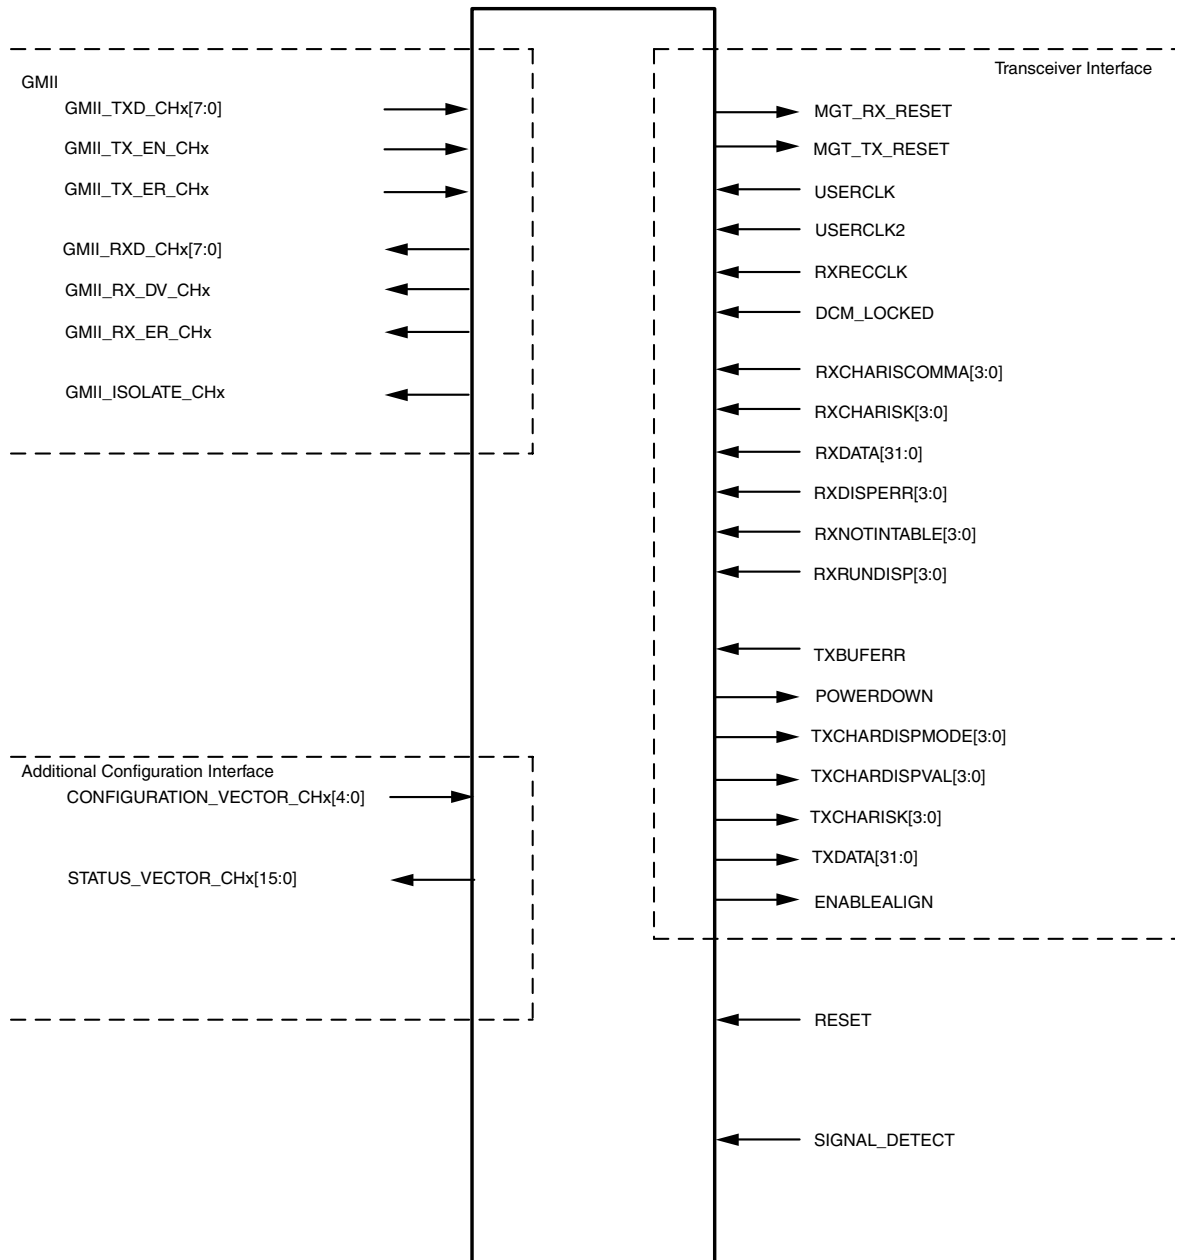 GMII
GMII_TXD_CHx[7:0]
GMII_TX_EN_CHx
GMII_TX_ER_CHx
GMII_RXD_CHx[7:0]
GMII_RX_DV_CHx
GMII_RX_ER_CHx
GMII_ISOLATE_CHx
Additional Configuration Interface
CONFIGURATION_VECTOR_CHx[4:0]
STATUS_VECTOR_CHx[15:0]
Transceiver Interface
MGT_RX_RESET
MGT_TX_RESET
USERCLK
USERCLK2
RXRECCLK
DCM_LOCKED
RXCHARISCOMMA[3:0]
RXCHARISK[3:0]
RXDATA[31:0]
RXDISPERR[3:0]
RXNOTINTABLE[3:0]
RXRUNDISP[3:0]
TXBUFERR
POWERDOWN
TXCHARDISPMODE[3:0]
TXCHARDISPVAL[3:0]
TXCHARISK[3:0]
TXDATA[31:0]
ENABLEALIGN
RESET
SIGNAL_DETECT